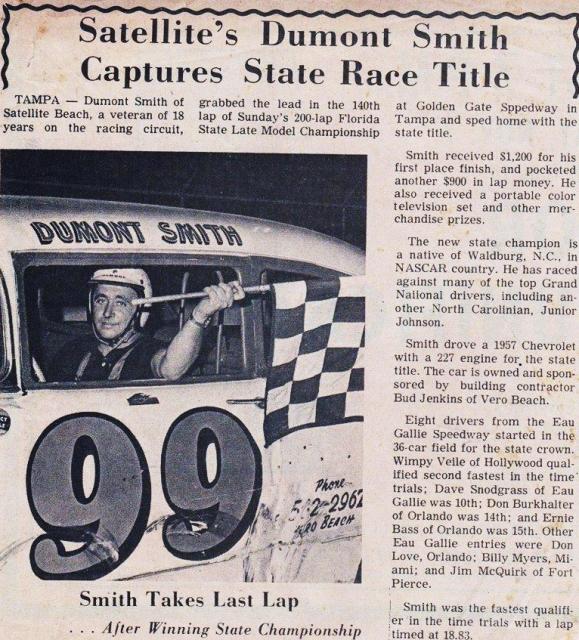 Satellite's Dumont Smith
Captures State Race Title
TAMPA — Dumont Smith of
Satellite Beach, a veteran of 18
years on the racing circuit,
grabbed the lead in the 140th
lap of Sunday's 200-lap Florida
State Late Model Championship
at Golden Gate Sppedway in
Tampa and sped home with the
state title.
Smith received $1,200 for his
first place finish, and pocketed
another $900 in lap money. He
also received a portable color
television set and other mer-
chandise prizes.
The new state champion is
a native of Waldburg, N.C., in
NASCAR country. He has raced
against many of the top Grand
National drivers, including an-
other North Carolinian, Junior
Johnson.
Smith drove a 1957 Chevrolet
with a 227 engine for the state
title. The car is owned and spon-
sored by building contractor
Bud Jenkins of Vero Beach.
Eight drivers from the Eau
Gallie Speedway started in the
36-car field for the state crown.
Wimpy Veile of Hollywood qual-
ified second fastest in the time
trials; Dave Snodgrass of Eau
Gallie was 10th; Don Burkhalter
of Orlando was 14th; and Ernie
Bass of Orlando was 15th. Other
Eau Gallie entries were Don
Love, Orlando; Billy Myers, Mi-
ami; and Jim McQuirk of Fort
Pierce.
Smith was the fastest qualifi-
er in the time trials with a lap
timed at 18.83.
DUMONT SMITH
99
Phone
VERO BEACH
Smith Takes Last Lap
. . . After Winning State Championship